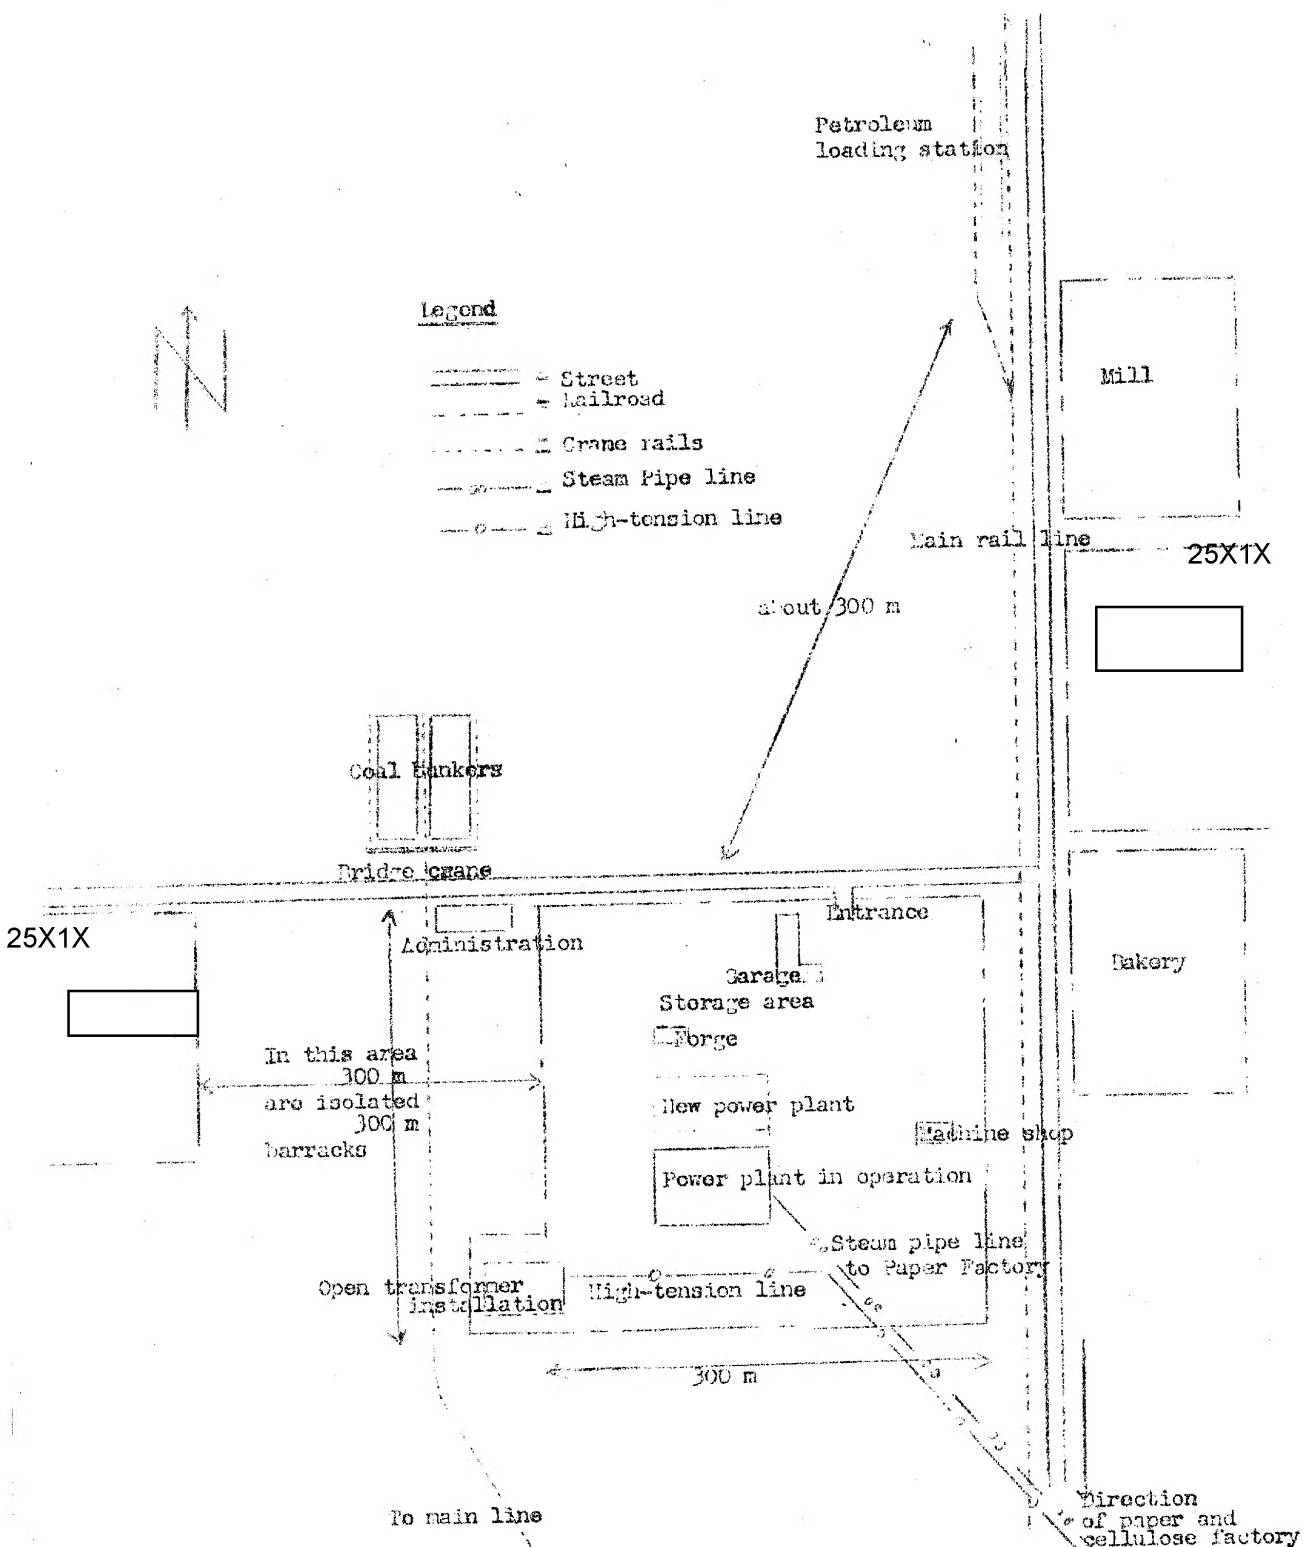 Petroleum
loading station
Legend
= Street
= Railroad
= Crane rails
= Steam Pipe line
= High-tension line
N
Mill
Main rail line
25X1X
about 300 m
Coal Bunkers
Bridge crane
Entrance
25X1X
Administration
Garage
Bakery
Storage area
Forge
In this area
300 m
are isolated
300 m
barracks
New power plant
Machine shop
Power plant in operation
Steam pipe line
to Paper Factory
Open transformer
installation
High-tension line
300 m
To main line
Direction
of paper and
cellulose factory